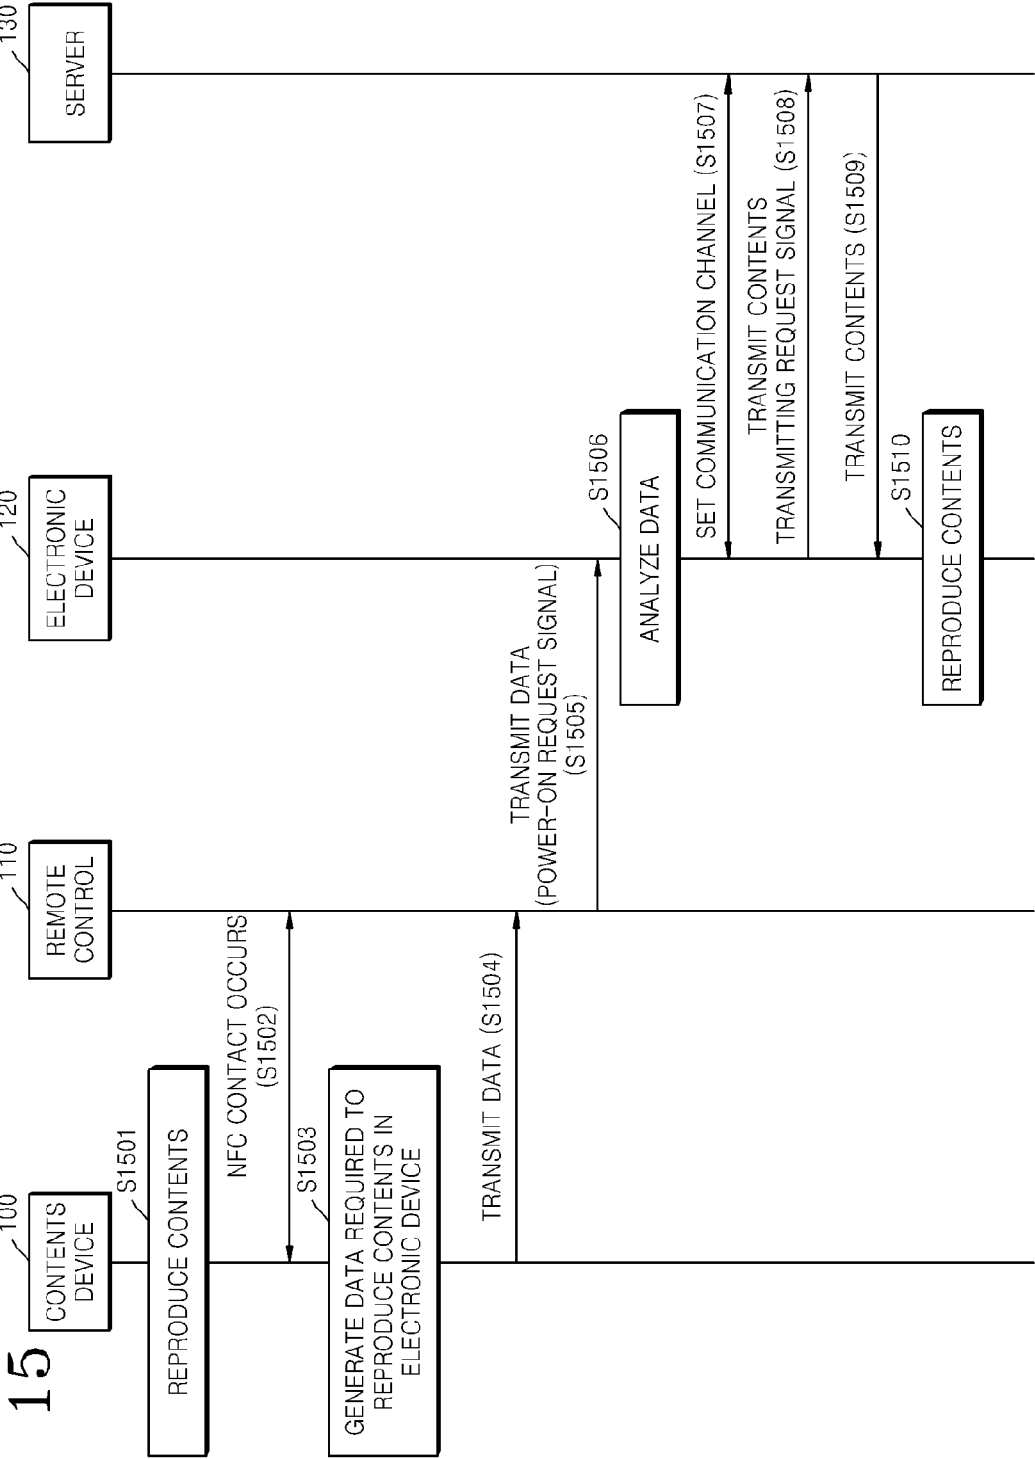 15
100
CONTENTS
DEVICE
110
REMOTE
CONTROL
120
ELECTRONIC
DEVICE
130
SERVER
S1501
REPRODUCE CONTENTS
NFC CONTACT OCCURS
(S1502)
S1503
GENERATE DATA REQUIRED TO
REPRODUCE CONTENTS IN
ELECTRONIC DEVICE
TRANSMIT DATA (S1504)
TRANSMIT DATA
(POWER-ON REQUEST SIGNAL)
(S1505)
S1506
ANALYZE DATA
SET COMMUNICATION CHANNEL (S1507)
TRANSMIT CONTENTS
TRANSMITTING REQUEST SIGNAL (S1508)
TRANSMIT CONTENTS (S1509)
S1510
REPRODUCE CONTENTS